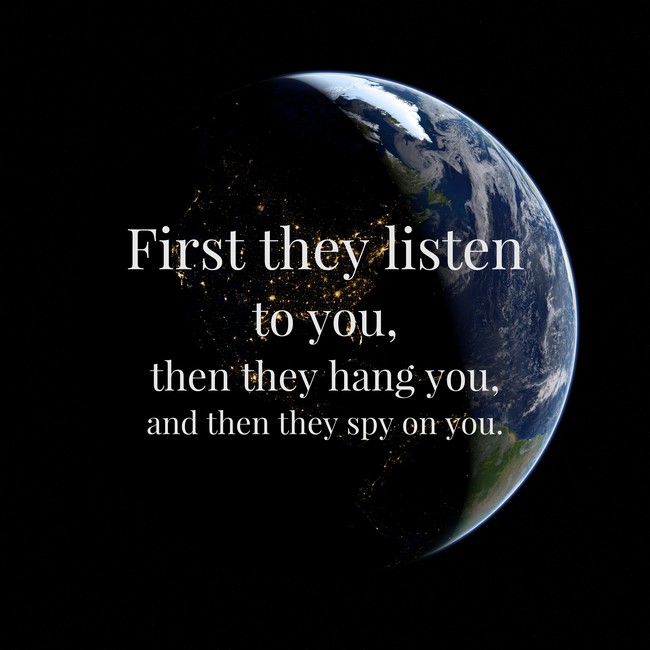 First they listen
to you,
then they hang you,
and then they spy on you.